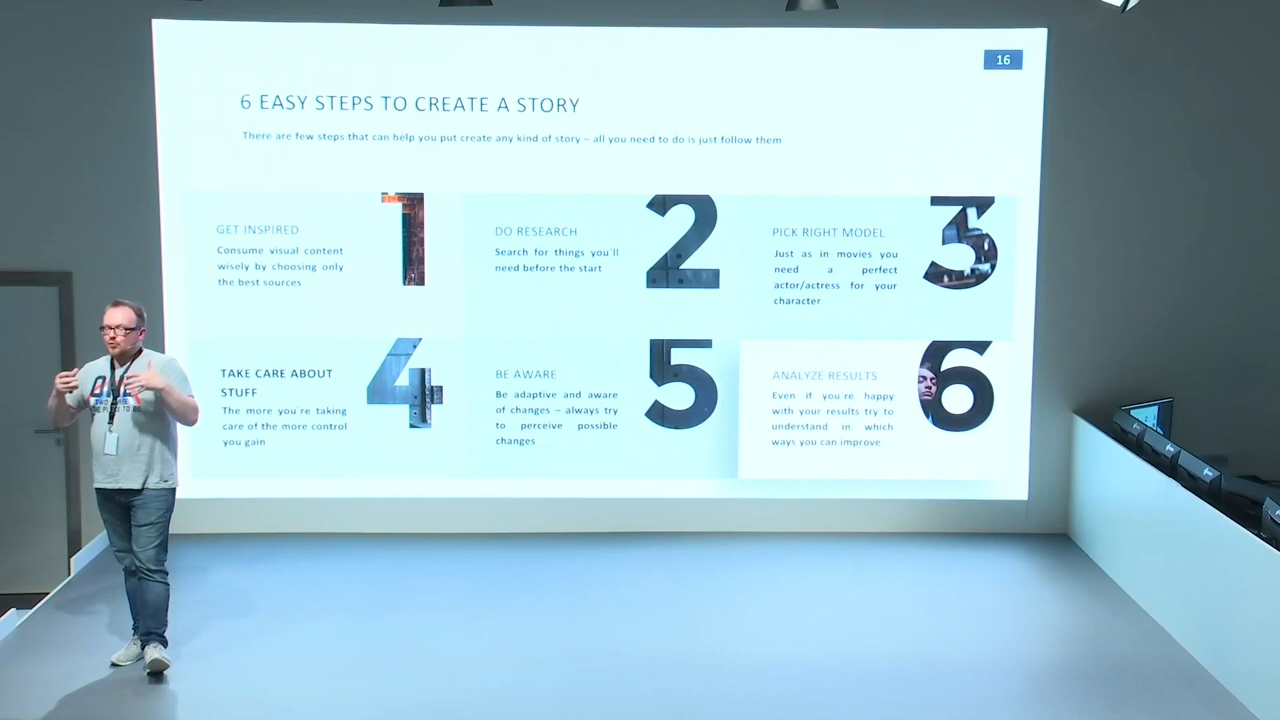 16
6 EASY STEPS TO CREATE A STORY
There are few steps that can help you put create any kind of story – all you need to do is just follow them
1
GET INSPIRED
Consume visual content
wisely by choosing only
the best sources
2
DO RESEARCH
Search for things you'll
need before the start
3
PICK RIGHT MODEL
Just as in movies you
need a perfect
actor/actress for your
character
4
TAKE CARE ABOUT
STUFF
The more you're taking
care of the more control
you gain
5
BE AWARE
Be adaptive and aware
of changes – always try
to perceive possible
changes
6
ANALYZE RESULTS
Even if you're happy
with your results try to
understand in which
ways you can improve
THE PLACE TO BE